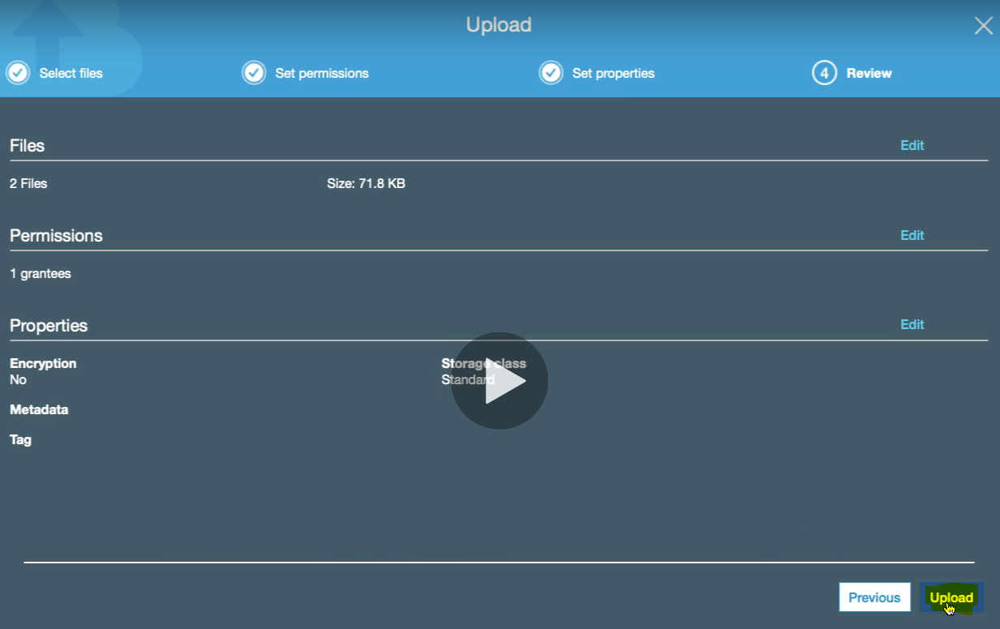 Upload
Select files
Set permissions
Set properties
4 Review
Files Edit
2 Files Size: 71.8 KB
Permissions Edit
1 grantees
Properties Edit
Encryption Storage class
No Standard
Metadata
Tag
Previous Upload